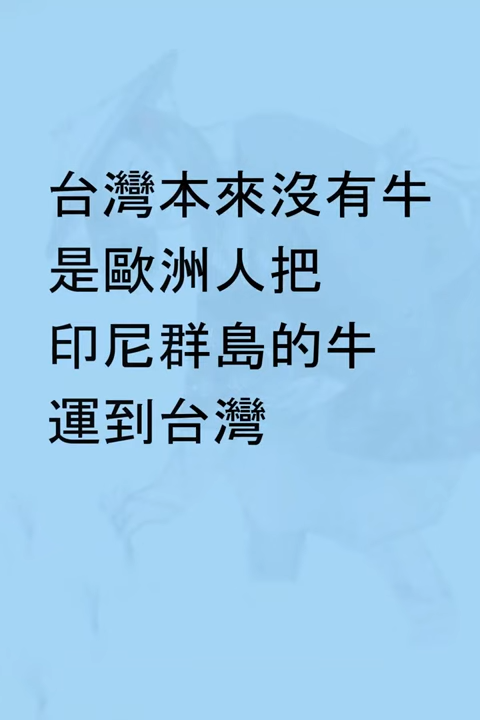 台灣本來沒有牛
是歐洲人把
印尼群島的牛
運到台灣